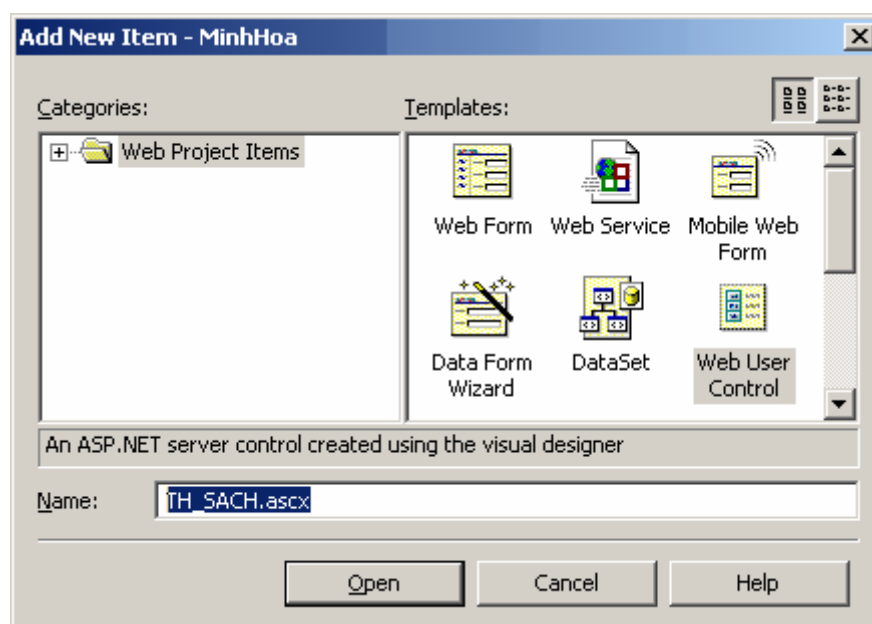 Add New Item - MinhHoa
Categories:
Templates:
Web Project Items
Web Form
Web Service
Mobile Web
Form
Data Form
Wizard
DataSet
Web User
Control
An ASP.NET server control created using the visual designer
Name:
TH_SACH.ascx
Open
Cancel
Help